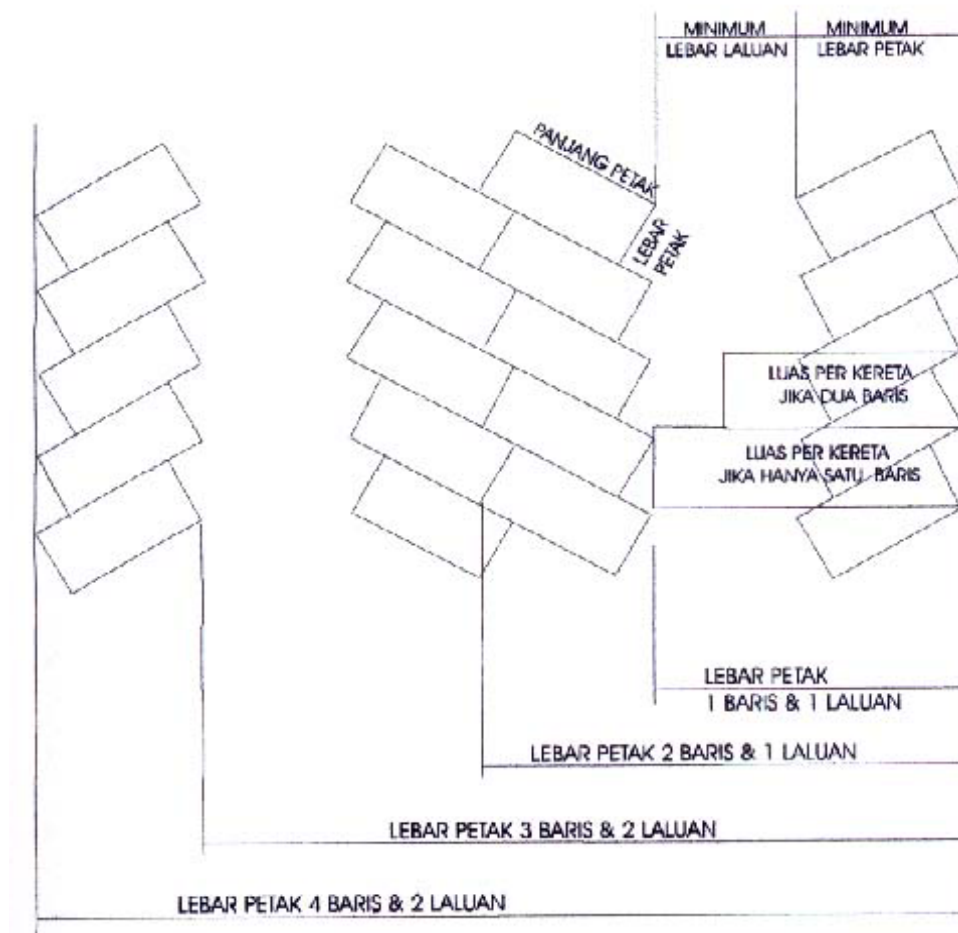 MINIMUM
LEBAR LALUAN
MINIMUM
LEBAR PETAK
PANJANG PETAK
LEBAR
PETAK
LUAS PER KERETA
JIKA DUA BARIS
LUAS PER KERETA
JIKA HANYA SATU BARIS
LEBAR PETAK
1 BARIS & 1 LALUAN
LEBAR PETAK 2 BARIS & 1 LALUAN
LEBAR PETAK 3 BARIS & 2 LALUAN
LEBAR PETAK 4 BARIS & 2 LALUAN